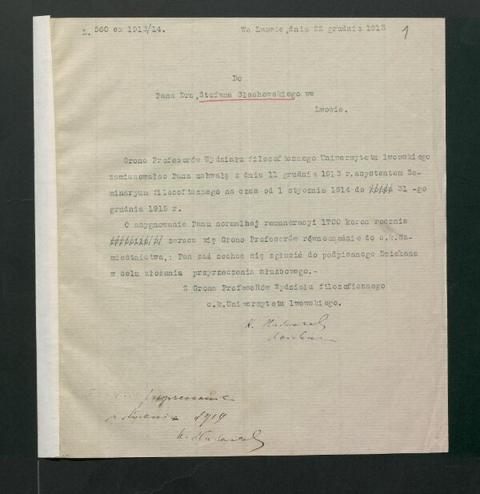 L. 560 ex 1913/14.
We Lwowie, dnia 22 grudnia 1913
1
Do
Pana Dra Stefana Błachowskiego we
Lwowie.
Grono Profesorów Wydziału filozoficznego Uniwersytetu lwowskiego
zamianowało Pana uchwałą z dnia 11 grudnia 1913 r. asystentem Se-
minaryum filozoficznego na czas od 1 stycznia 1914 do 31 -go
grudnia 1915 r.
O asygnowanie Panu normalnej remuneracyi 1700 koron rocznie
zwraca się Grono Profesorów równocześnie do c.k. Na-
miestnictwa,: Pan zaś zechce się zgłosić do podpisanego Dziekana
w celu złożenia przyrzeczenia służbowego.-
Z Grona Profesorów Wydziału filozoficznego
c.k. Uniwersytetu lwowskiego.
K.
dziekan
przyrzeczenie
stycznia 1914
K.